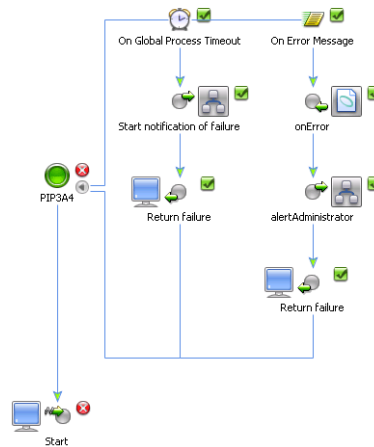 On Global Process Timeout
On Error Message
Start notification of failure
onError
PIP3A4
Return failure
alertAdministrator
Return failure
Start